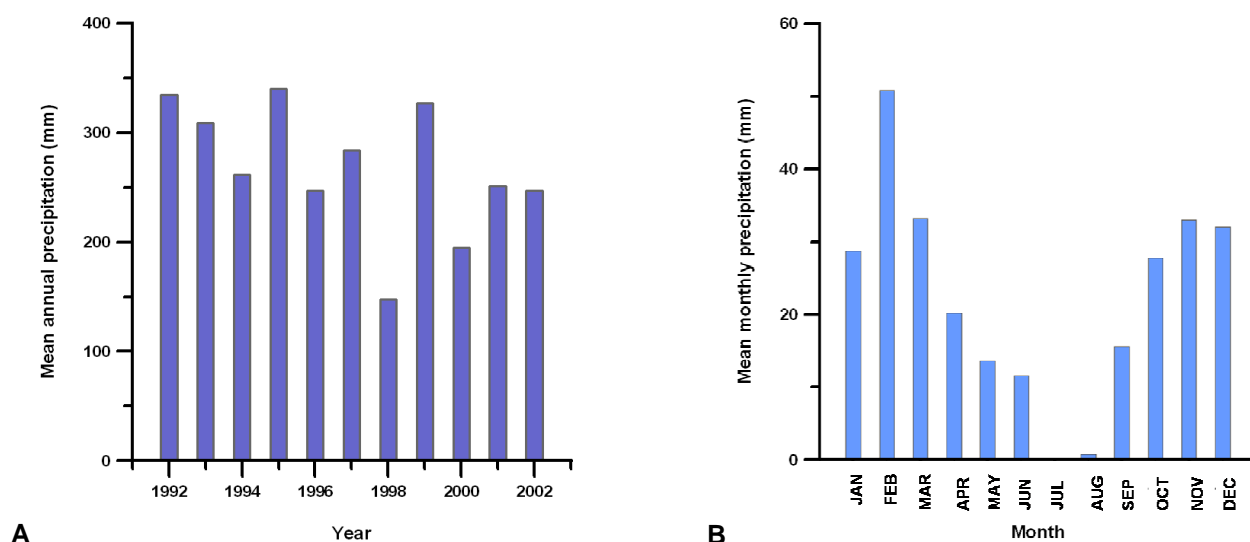 Mean annual precipitation (mm)
400
300
200
100
0
1992 1994 1996 1998 2000 2002
Year
A
Mean monthly precipitation (mm)
60
40
20
0
JAN FEB MAR APR MAY JUN JUL AUG SEP OCT NOV DEC
Month
B